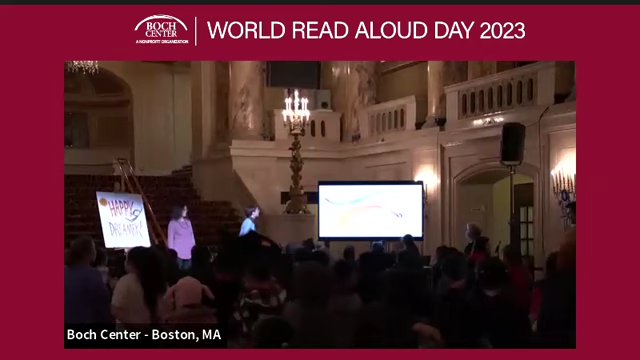 BOCH
CENTER
A NONPROFIT ORGANIZATION
WORLD READ ALOUD DAY 2023
HAPPY
DREAMER
Boch Center - Boston, MA